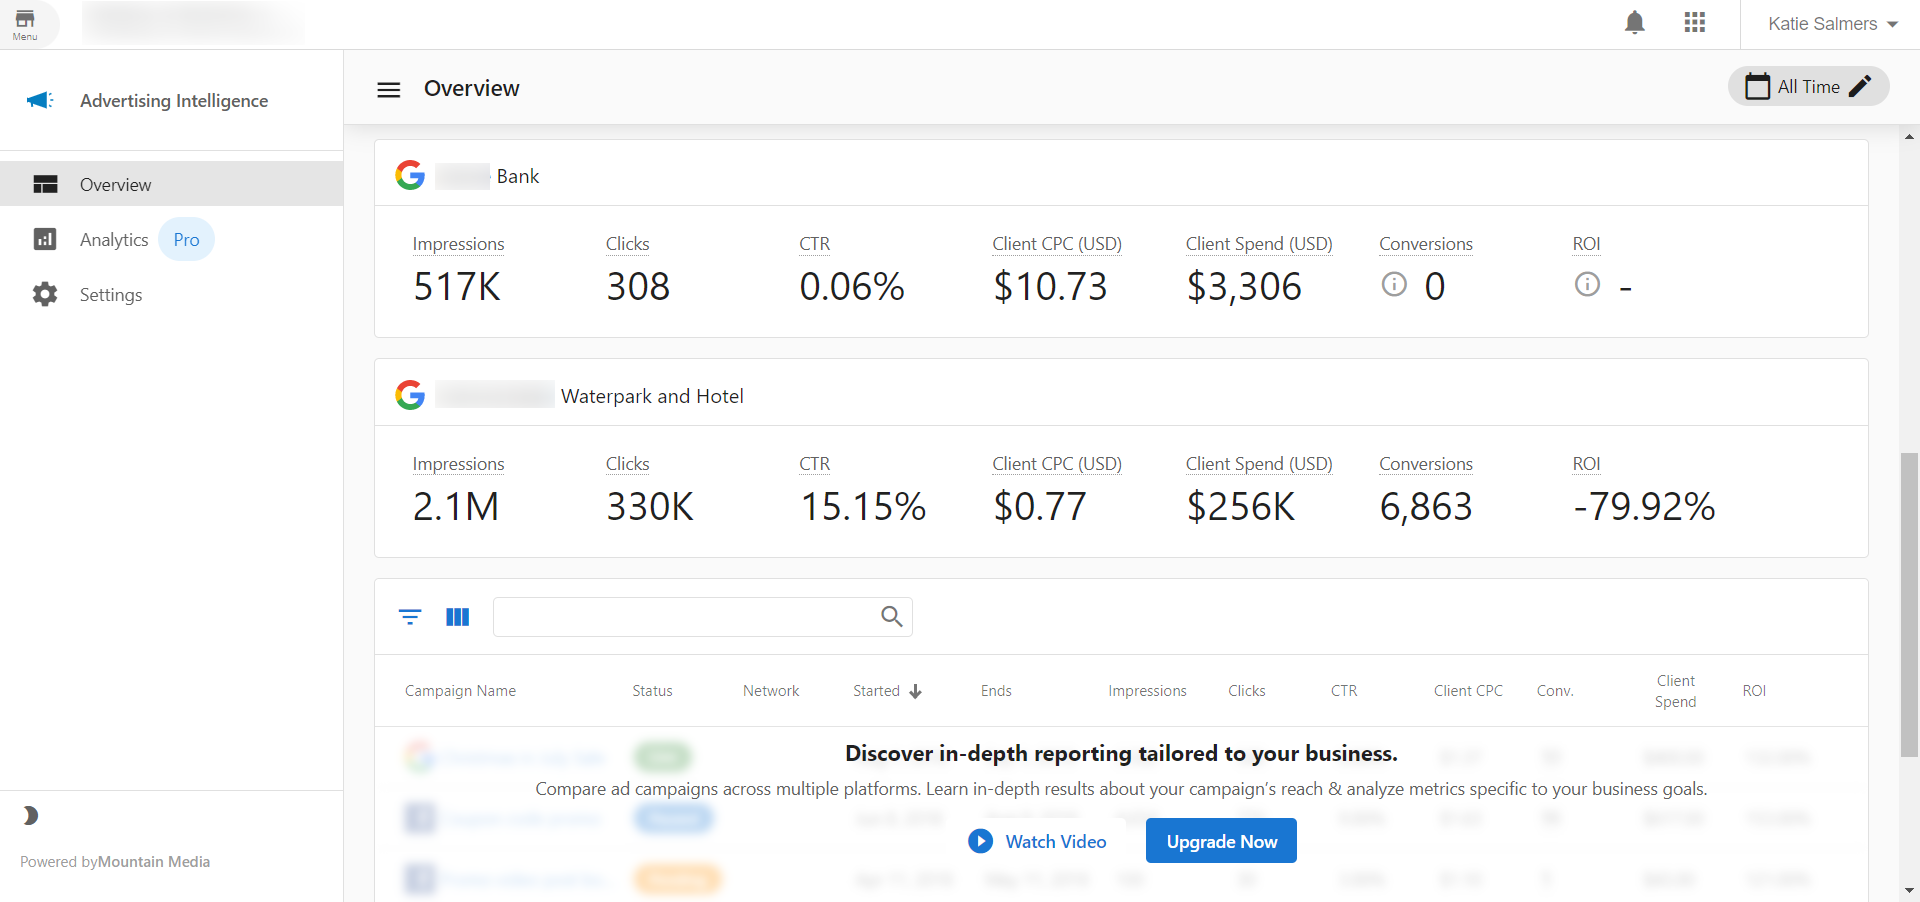 Menu
Katie Salmers
Advertising Intelligence
Overview
All Time
Overview
Analytics Pro
Settings
Bank
Impressions Clicks CTR Client CPC (USD) Client Spend (USD) Conversions ROI
517K 308 0.06% $10.73 $3,306 0 -
Waterpark and Hotel
Impressions Clicks CTR Client CPC (USD) Client Spend (USD) Conversions ROI
2.1M 330K 15.15% $0.77 $256K 6,863 -79.92%
Campaign Name Status Network Started Ends Impressions Clicks CTR Client CPC Conv. Client Spend ROI
Discover in-depth reporting tailored to your business.
Compare ad campaigns across multiple platforms. Learn in-depth results about your campaign's reach & analyze metrics specific to your business goals.
Watch Video Upgrade Now
Powered byMountain Media